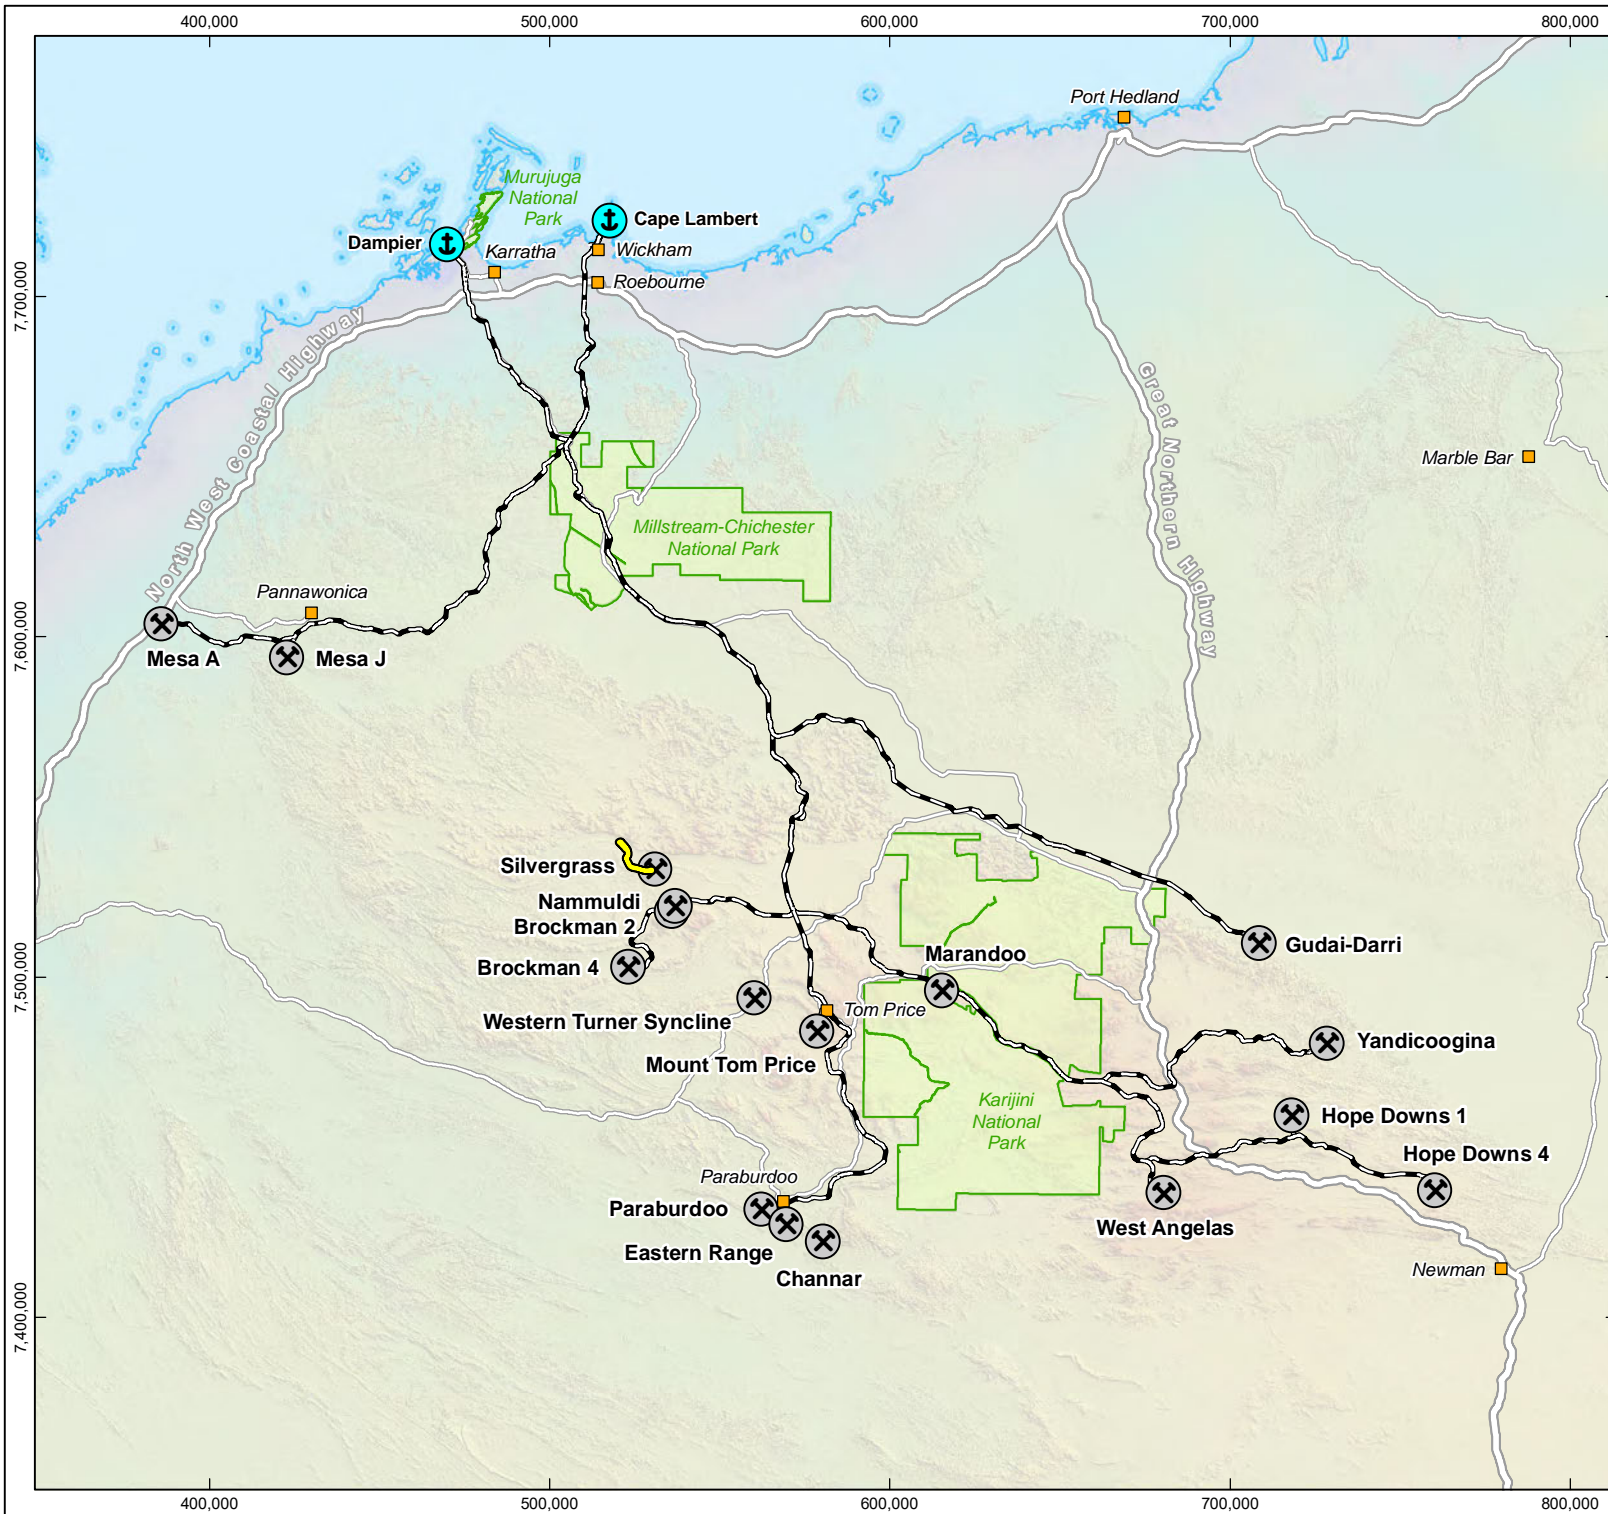 400,000
500,000
600,000
700,000
800,000
Port Hedland
Murujuga
National
Park
Cape Lambert
Dampier
Karratha
Wickham
Roebourne
7,700,000
North West Coastal Highway
Great Northern Highway
Marble Bar
Millstream-Chichester
National Park
Pannawonica
7,600,000
Mesa A
Mesa J
Silvergrass
Nammuldi
Brockman 2
Brockman 4
Marandoo
Gudai-Darri
7,500,000
Western Turner Syncline
Tom Price
Mount Tom Price
Yandicoogina
Karijini
National
Park
Hope Downs 1
Hope Downs 4
Paraburdoo
Paraburdoo
West Angelas
Eastern Range
Channar
Newman
7,400,000
400,000
500,000
600,000
700,000
800,000